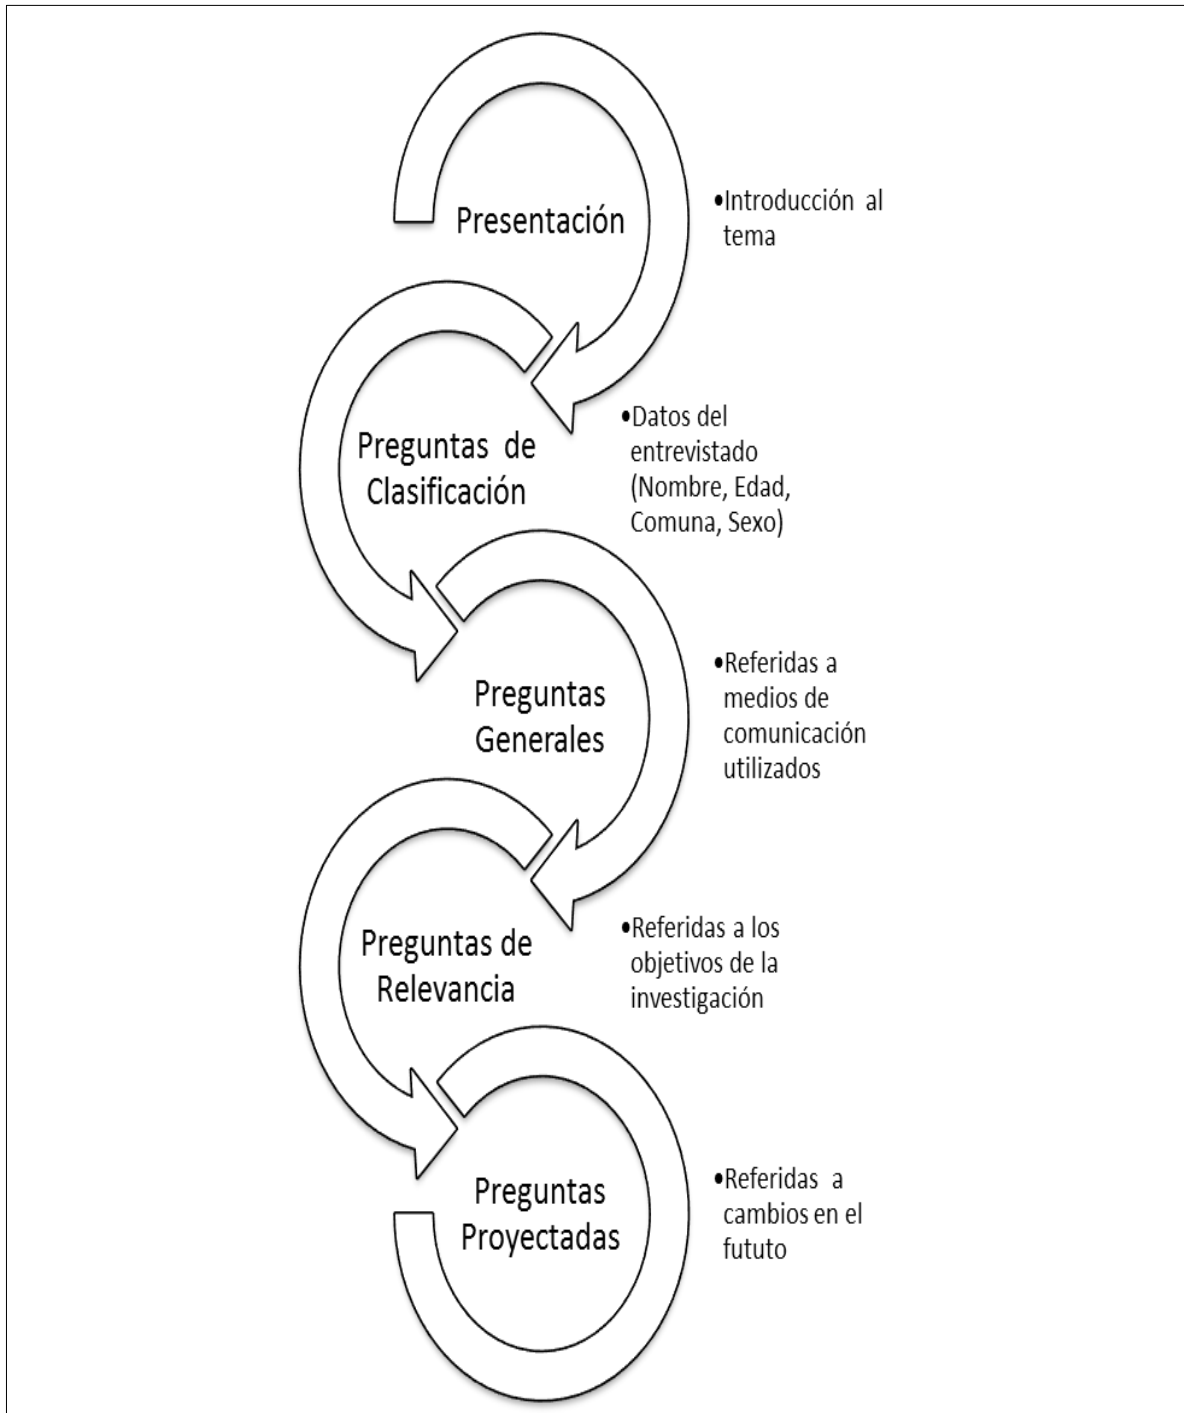 Presentación
•Introducción al
tema
Preguntas de
Clasificación
•Datos del
entrevistado
(Nombre, Edad,
Comuna, Sexo)
Preguntas
Generales
•Referidas a
medios de
comunicación
utilizados
Preguntas de
Relevancia
•Referidas a los
objetivos de la
investigación
Preguntas
Proyectadas
•Referidas a
cambios en el
fututo